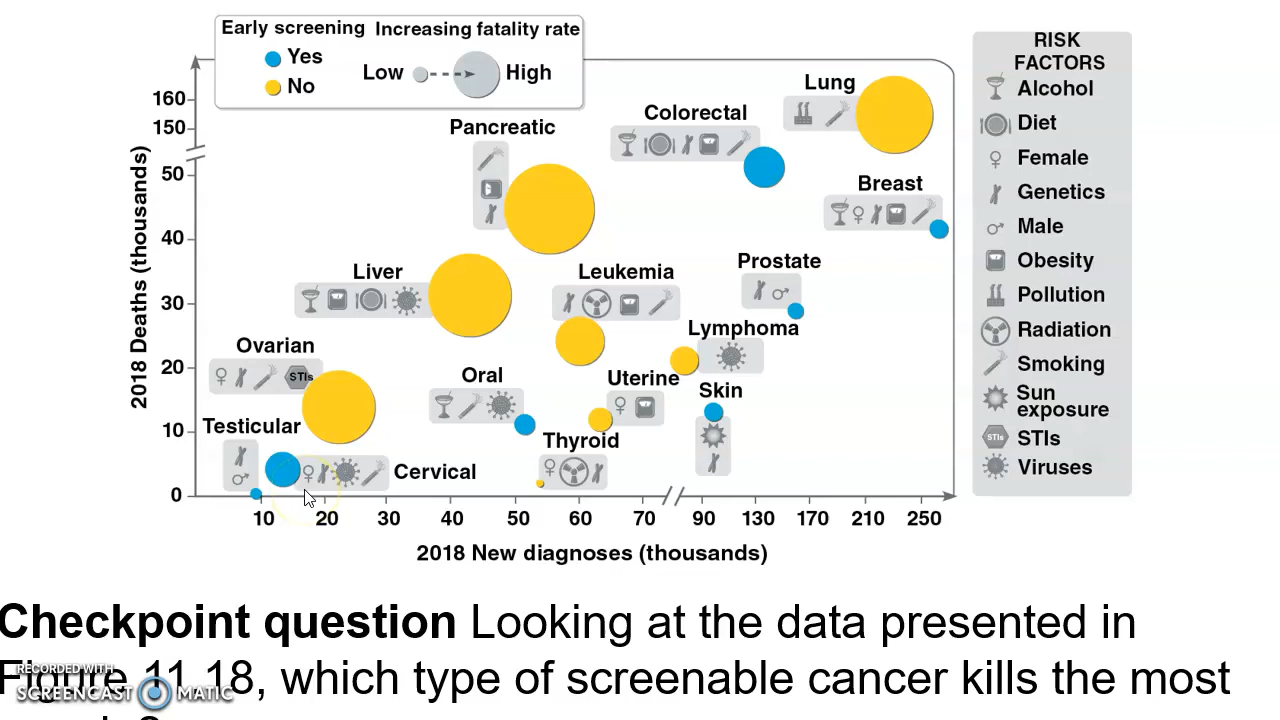 Early screening
Yes
No
Increasing fatality rate
Low
High
RISK
FACTORS
Alcohol
Diet
Female
Genetics
Male
Obesity
Pollution
Radiation
Smoking
Sun
exposure
STIs
STIs
Viruses
2018 Deaths (thousands)
160
150
50
40
30
20
10
0
Lung
Colorectal
Pancreatic
Breast
Prostate
Liver
Leukemia
Lymphoma
Ovarian
STIs
Oral
Uterine
Skin
Testicular
Thyroid
Cervical
10 20 30 40 50 60 70 90 130 170 210 250
2018 New diagnoses (thousands)
Checkpoint question Looking at the data presented in
Figure 11.18, which type of screenable cancer kills the most
RECORDED WITH
SCREENCAST MATIC